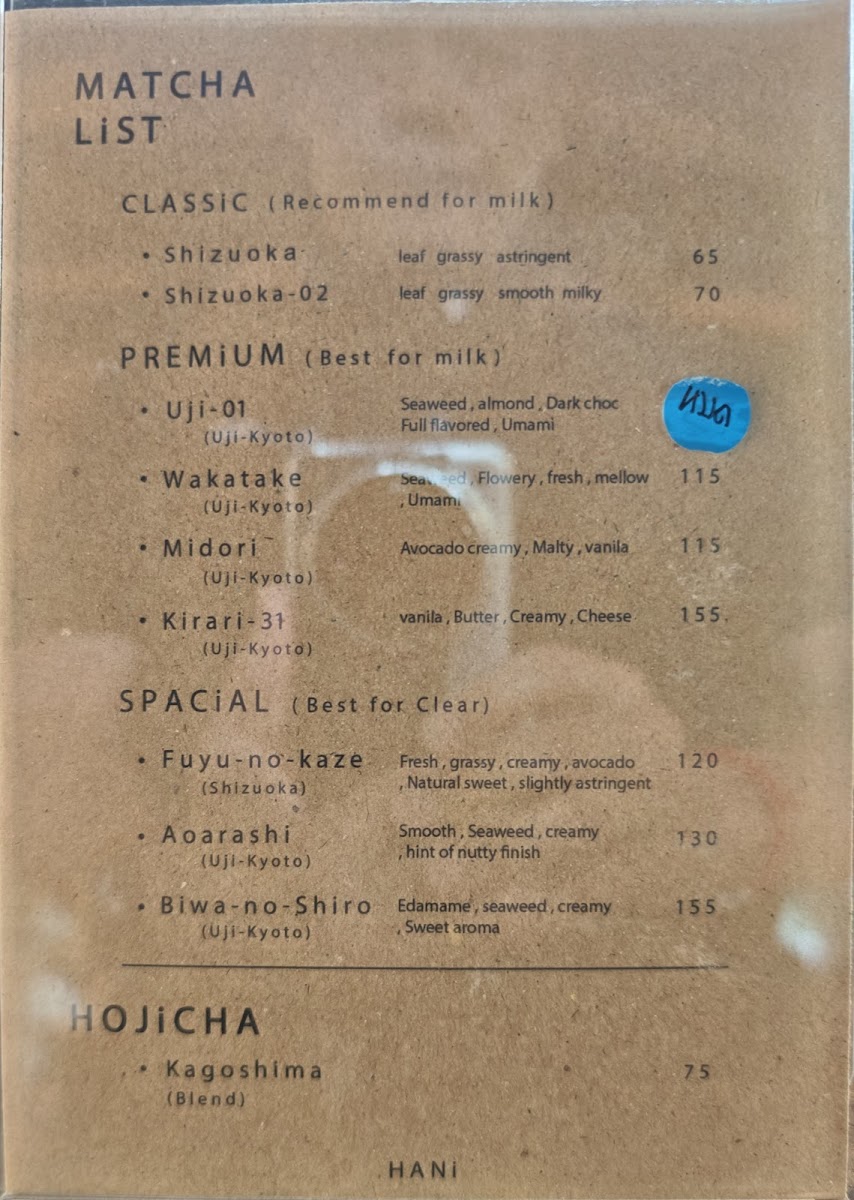 MATCHA
LiST
CLASSiC (Recommend for milk)
• Shizuoka leaf grassy astringent 65
• Shizuoka-02 leaf grassy smooth milky 70
PREMiUM (Best for milk)
• Uji-01 Seaweed , almond , Dark choc
(Uji-Kyoto) Full flavored , Umami
• Wakatake Seaweed , Flowery , fresh , mellow 115
(Uji-Kyoto) , Umami
• Midori Avocado creamy , Malty , vanila 115
(Uji-Kyoto)
• Kirari-31 vanila , Butter , Creamy , Cheese 155
(Uji-Kyoto)
SPACiAL (Best for Clear)
• Fuyu-no-kaze Fresh , grassy , creamy , avocado 120
(Shizuoka) , Natural sweet , slightly astringent
• Aoarashi Smooth , Seaweed , creamy 130
(Uji-Kyoto) , hint of nutty finish
• Biwa-no-Shiro Edamame , seaweed , creamy 155
(Uji-Kyoto) , Sweet aroma
HOJiCHA
• Kagoshima 75
(Blend)
HANi